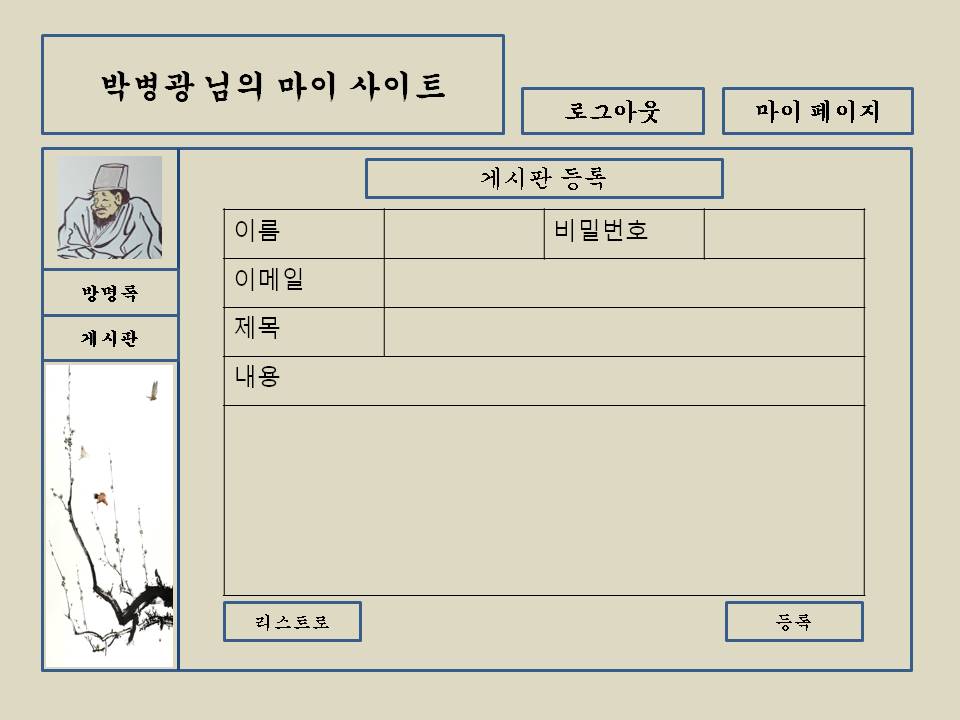 박병광 님의 마이 사이트
로그아웃
마이 페이지
게시판 등록
이름
비밀번호
이메일
제목
내용
방명록
게시판
리스트로
등록